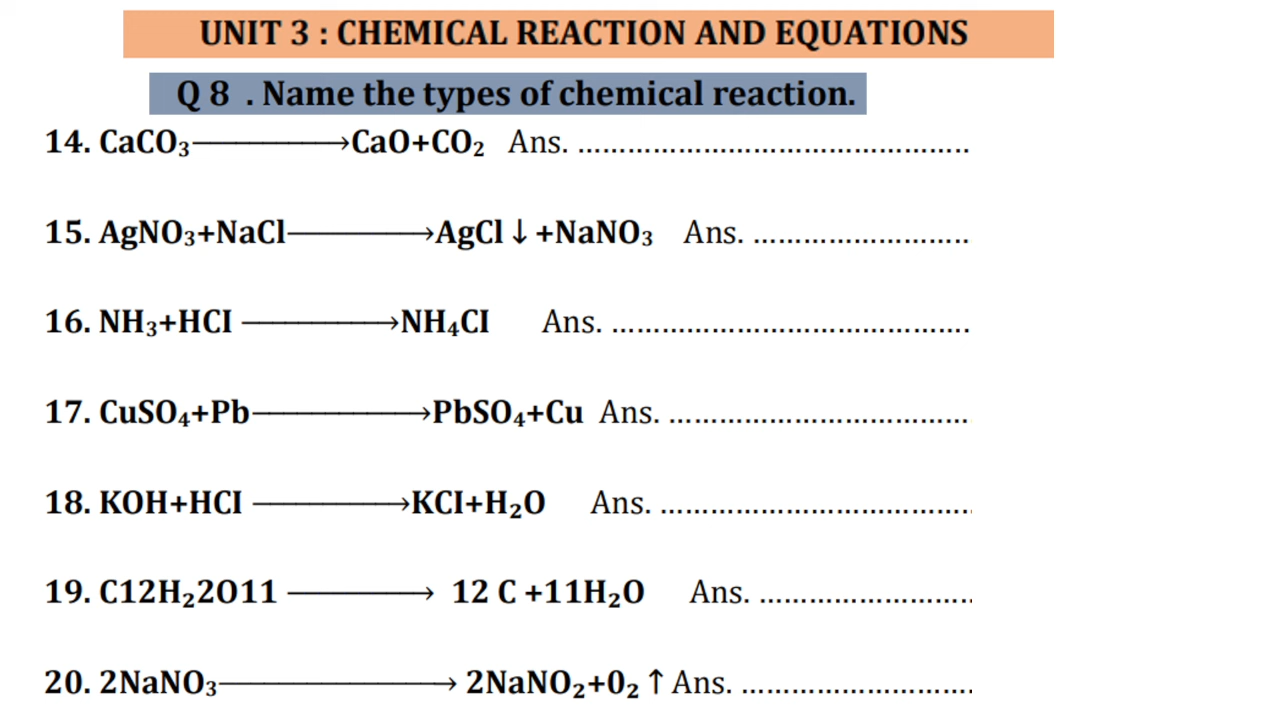 UNIT 3 : CHEMICAL REACTION AND EQUATIONS
Q 8 . Name the types of chemical reaction.
14. CaCO₃⟶CaO+CO₂ Ans. ....................................................
15. AgNO₃+NaCl⟶AgCl↓+NaNO₃ Ans. .............................
16. NH₃+HCI ⟶NH₄CI Ans. ................................................
17. CuSO₄+Pb⟶PbSO₄+Cu Ans. ........................................
18. KOH+HCI ⟶KCI+H₂O Ans. ..........................................
19. C12H₂2O11 ⟶ 12 C +11H₂O Ans. .............................
20. 2NaNO₃⟶ 2NaNO₂+0₂ ↑ Ans. ...............................